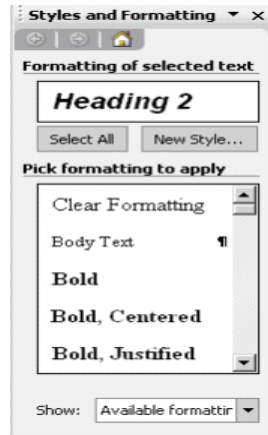 Styles and Formatting
Formatting of selected text
Heading 2
Select All New Style...
Pick formatting to apply
Clear Formatting
Body Text ¶
Bold
Bold, Centered
Bold, Justified
Show: Available formattir